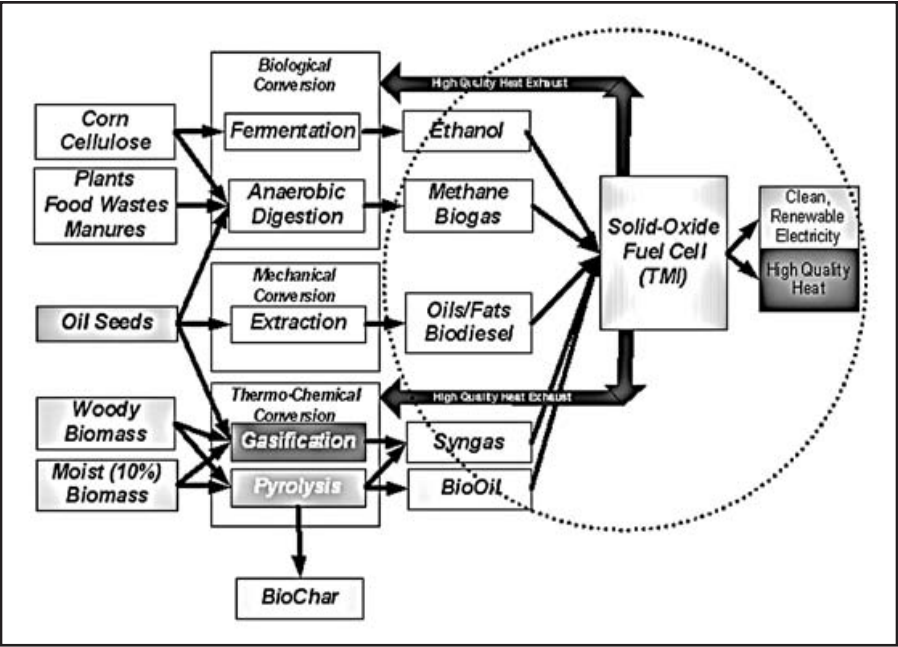 Biological
Conversion
High Quality Heat Exhaust
Corn
Cellulose
Fermentation
Ethanol
Plants
Food Wastes
Manures
Anaerobic
Digestion
Methane
Biogas
Solid-Oxide
Fuel Cell
(TMI)
Clean,
Renewable
Electricity
High Quality
Heat
Mechanical
Conversion
Oil Seeds
Extraction
Oils/Fats
Biodiesel
Thermo-Chemical
Conversion
High Quality Heat Exhaust
Woody
Biomass
Gasification
Syngas
Moist (10%)
Biomass
Pyrolysis
BioOil
BioChar